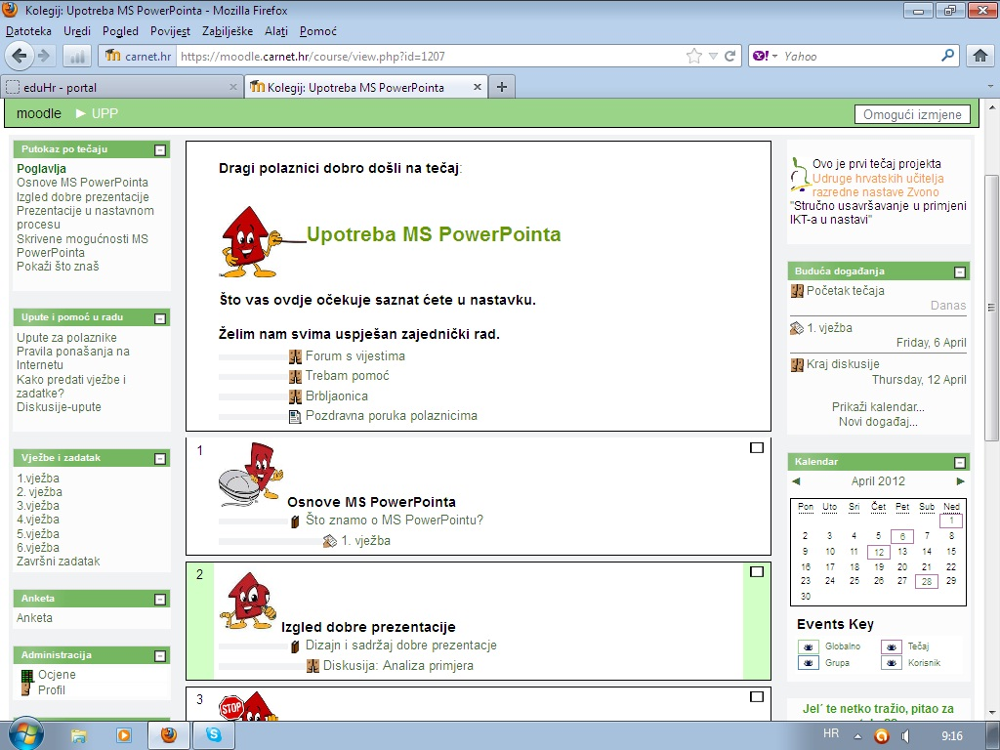 Kolegij: Upotreba MS PowerPointa - Mozilla Firefox
Datoteka Uredi Pogled Povijest Zabilješke Alati Pomoć
carnet.hr https://moodle.carnet.hr/course/view.php?id=1207 Yahoo
eduHr - portal Kolegij: Upotreba MS PowerPointa
moodle ► UPP Omogući izmjene
Putokaz po tečaju
Poglavlja
Osnove MS PowerPointa
Izgled dobre prezentacije
Prezentacije u nastavnom
procesu
Skrivene mogućnosti MS
PowerPointa
Pokaži što znaš
Upute i pomoć u radu
Upute za polaznike
Pravila ponašanja na
Internetu
Kako predati vježbe i
zadatke?
Diskusije-upute
Vježbe i zadatak
1.vježba
2. vježba
3.vježba
4.vježba
5.vježba
6.vježba
Završni zadatak
Anketa
Anketa
Administracija
Ocjene
Profil
Dragi polaznici dobro došli na tečaj:
Upotreba MS PowerPointa
Što vas ovdje očekuje saznat ćete u nastavku.
Želim nam svima uspješan zajednički rad.
Forum s vijestima
Trebam pomoć
Brbljaonica
Pozdravna poruka polaznicima
1
Osnove MS PowerPointa
Što znamo o MS PowerPointu?
1. vježba
2
Izgled dobre prezentacije
Dizajn i sadržaj dobre prezentacije
Diskusija: Analiza primjera
3
STOP
Ovo je prvi tečaj projekta
Udruge hrvatskih učitelja
razredne nastave Zvono
"Stručno usavršavanje u primjeni
IKT-a u nastavi"
Buduća događanja
Početak tečaja
Danas
1. vježba
Friday, 6 April
Kraj diskusije
Thursday, 12 April
Prikaži kalendar...
Novi događaj...
Kalendar
◄ April 2012 ►
Pon Uto Sri Čet Pet Sub Ned
1
2 3 4 5 6 7 8
9 10 11 12 13 14 15
16 17 18 19 20 21 22
23 24 25 26 27 28 29
30
Events Key
Globalno Tečaj
Grupa Korisnik
Jel´ te netko tražio, pitao za
HR 9:16